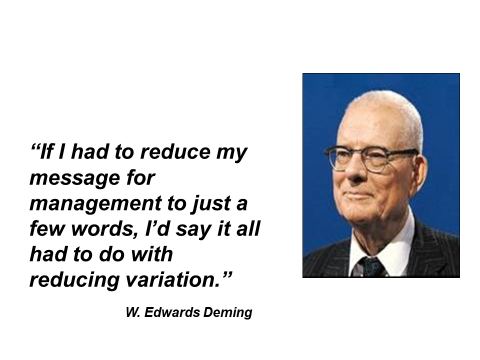 “If I had to reduce my
message for
management to just a
few words, I’d say it all
had to do with
reducing variation.”
W. Edwards Deming